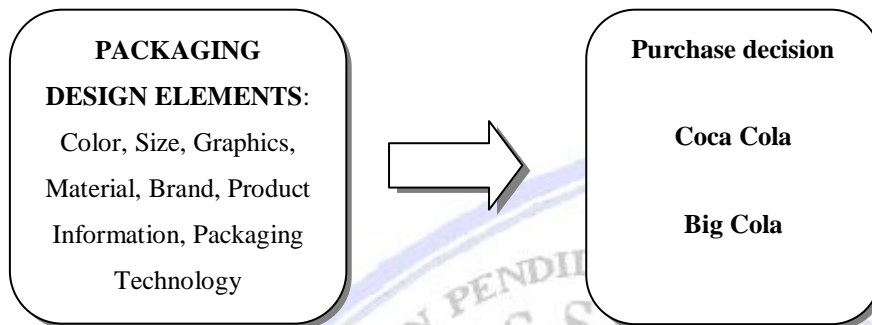 PACKAGING
DESIGN ELEMENTS:
Color, Size, Graphics,
Material, Brand, Product
Information, Packaging
Technology
Purchase decision
Coca Cola
Big Cola